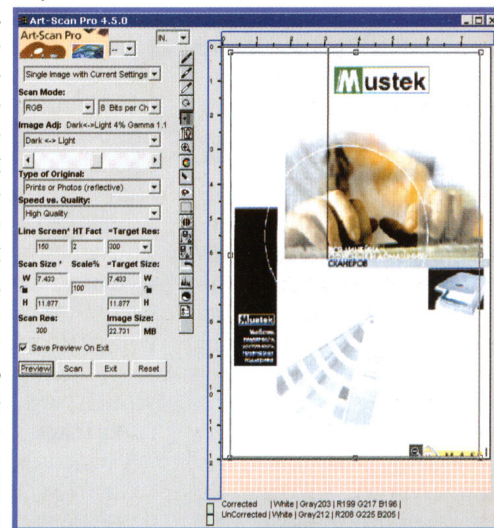 Art-Scan Pro 4.5.0
Art-Scan Pro
--
IN.
Single Image with Current Settings
Scan Mode:
RGB
8 Bits per Ch
Image Adj: Dark<->Light 4% Gamma 1.1
Dark <-> Light
Type of Original:
Prints or Photos (reflective)
Speed vs. Quality:
High Quality
Line Screen* HT Fact =Target Res:
150 2 300
Scan Size * Scale% =Target Size:
W 7.433 7.433 W
100
H 11.877 11.877 H
Scan Res: Image Size:
300 22.731 MB
Save Preview On Exit
Preview Scan Exit Reset
Mustek
СКАНЕРОВ
Mustek
Corrected | White | Gray203 | R199 G217 B196 |
UnCorrected | White | Gray212 | R208 G225 B205 |